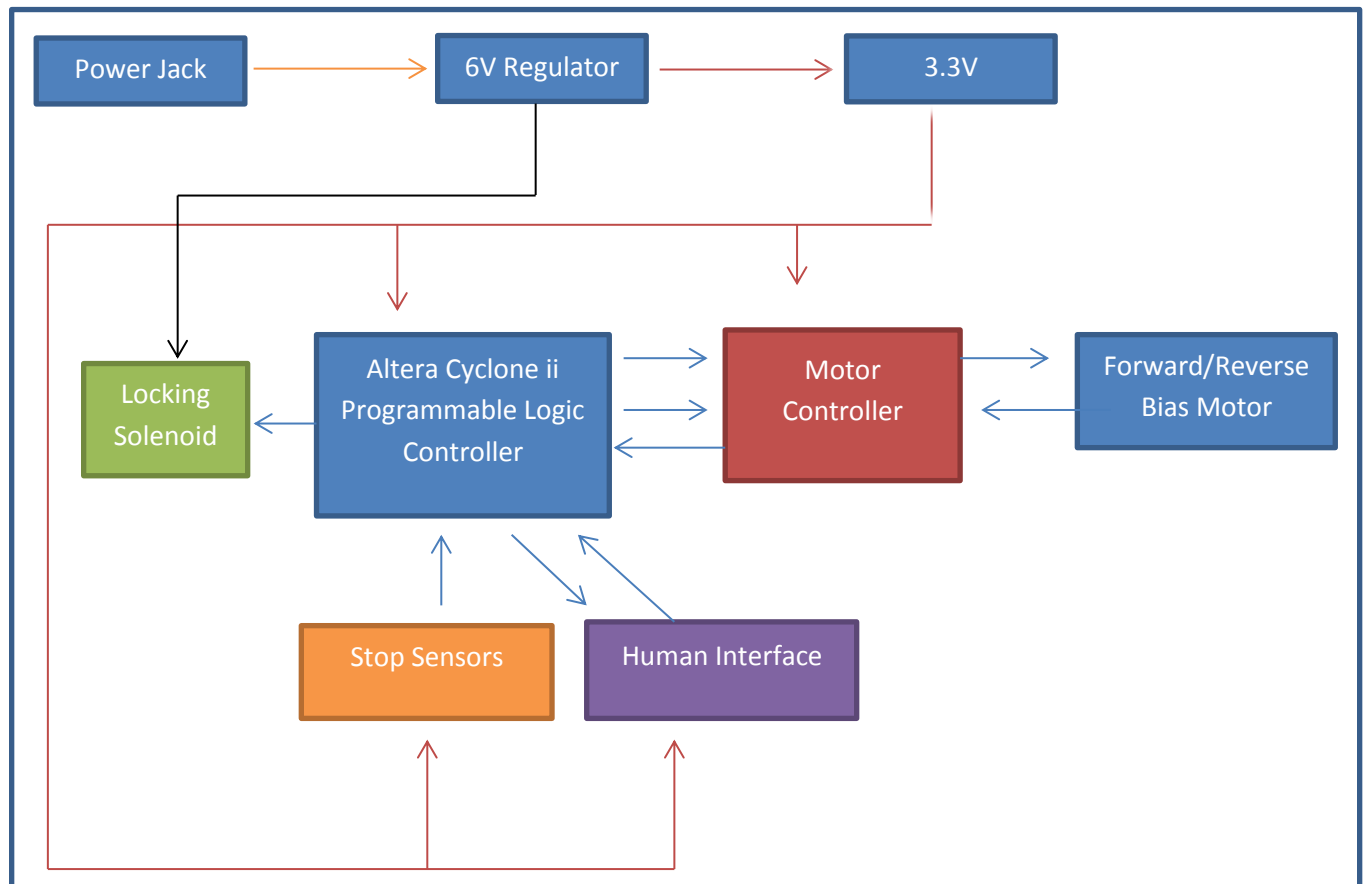 Power Jack
6V Regulator
3.3V
Locking
Solenoid
Altera Cyclone ii
Programmable Logic
Controller
Motor
Controller
Forward/Reverse
Bias Motor
Stop Sensors
Human Interface